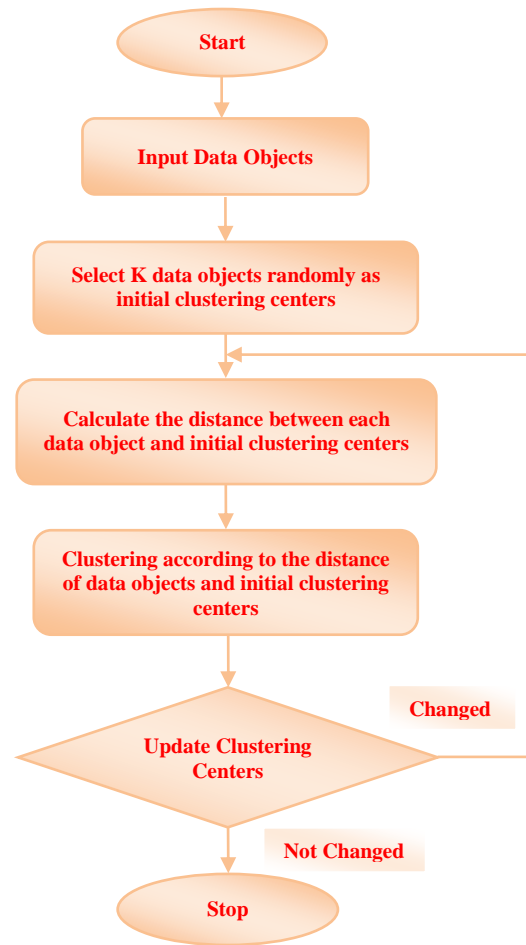 Start
Input Data Objects
Select K data objects randomly as
initial clustering centers
Calculate the distance between each
data object and initial clustering centers
Clustering according to the distance
of data objects and initial clustering
centers
Changed
Update Clustering
Centers
Not Changed
Stop